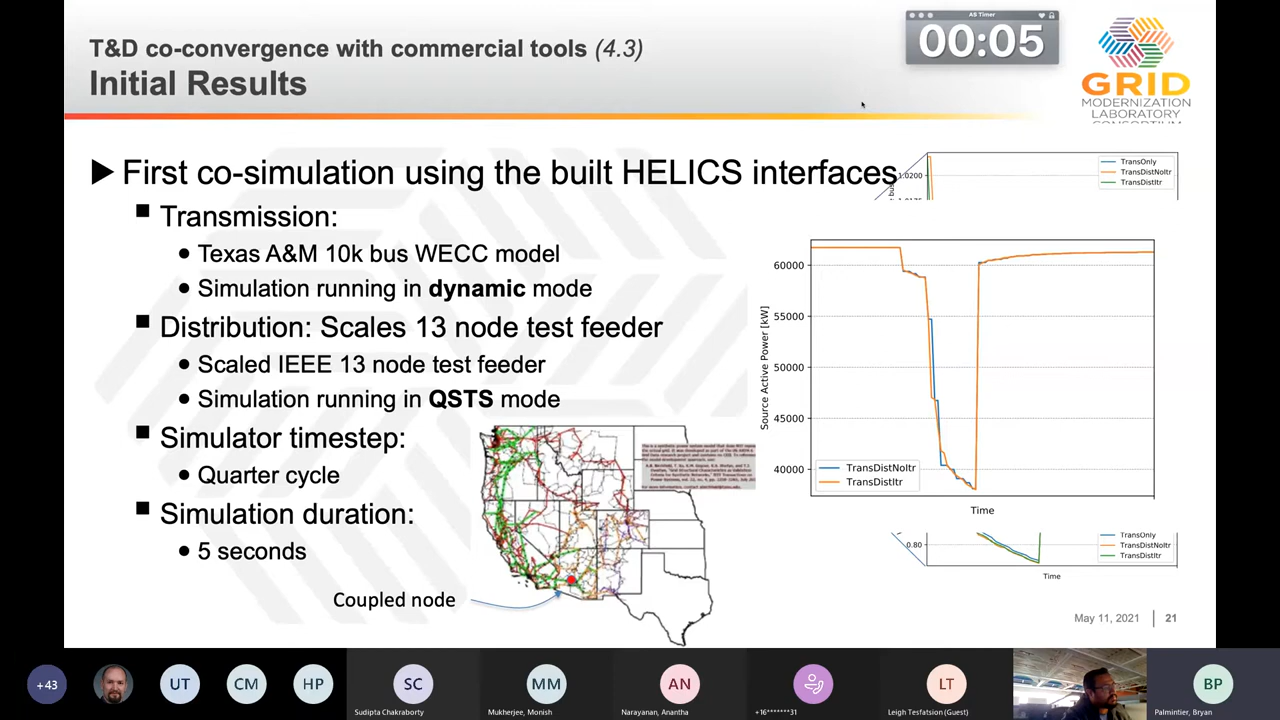 T&D co-convergence with commercial tools (4.3)
Initial Results
AS Timer
00:05
GRID
MODERNIZATION
LABORATORY
CONSORTIUM
▶ First co-simulation using the built HELICS interfaces
▪ Transmission:
• Texas A&M 10k bus WECC model
• Simulation running in dynamic mode
▪ Distribution: Scales 13 node test feeder
• Scaled IEEE 13 node test feeder
• Simulation running in QSTS mode
▪ Simulator timestep:
• Quarter cycle
▪ Simulation duration:
• 5 seconds
Coupled node
1.0200
TransOnly
TransDistNoItr
TransDistItr
Source Active Power [kW]
60000
55000
50000
45000
40000
TransDistNoItr
TransDistItr
Time
0.80
TransOnly
TransDistNoItr
TransDistItr
Time
May 11, 2021 | 21
+43
UT
CM
HP
SC
Sudipta Chakraborty
MM
Mukherjee, Monish
AN
Narayanan, Anantha
+16*******31
LT
Leigh Tesfatsion (Guest)
BP
Palmintier, Bryan